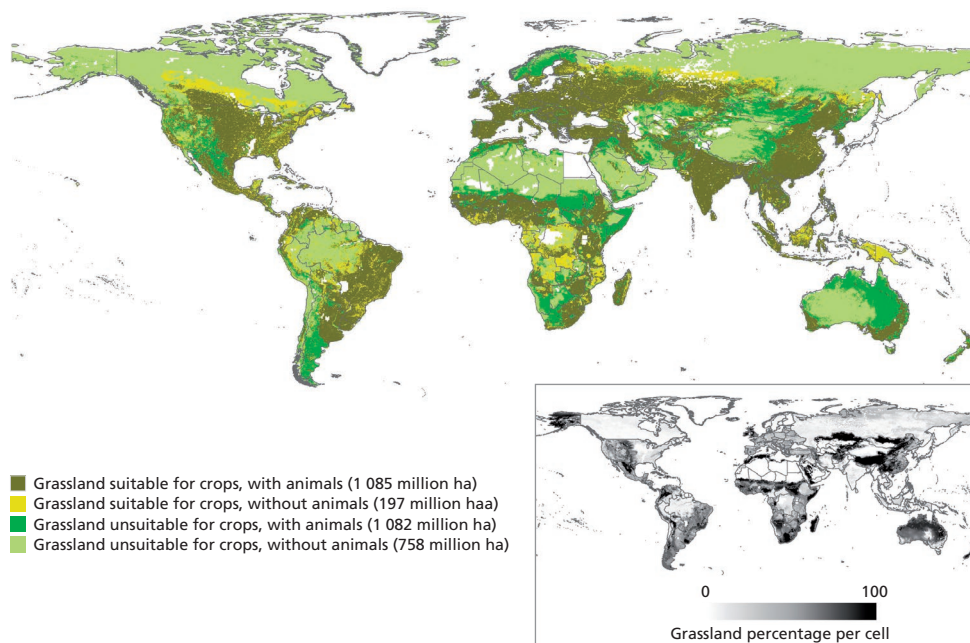 Grassland suitable for crops, with animals (1 085 million ha)
Grassland suitable for crops, without animals (197 million haa)
Grassland unsuitable for crops, with animals (1 082 million ha)
Grassland unsuitable for crops, without animals (758 million ha)
0 100
Grassland percentage per cell